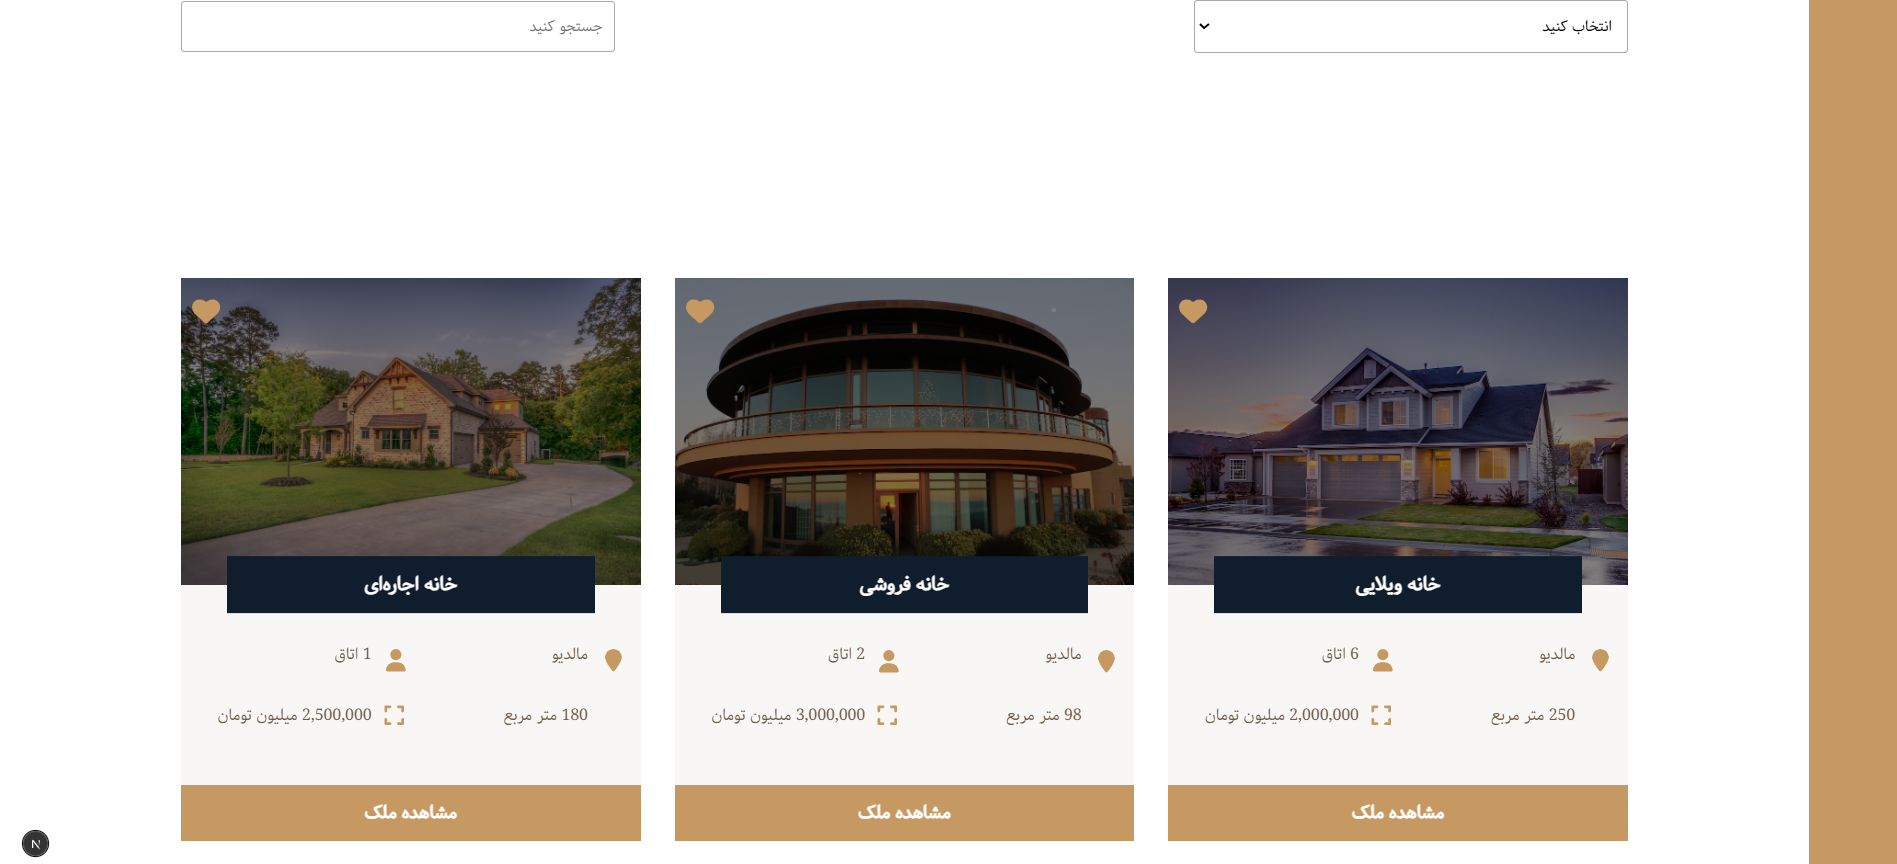 انتخاب کنید
جستجو کنید
خانه ویلایی
مالدیو
6 اتاق
250 متر مربع
2,000,000 میلیون تومان
مشاهده ملک
خانه فروشی
مالدیو
2 اتاق
98 متر مربع
3,000,000 میلیون تومان
مشاهده ملک
خانه اجاره‌ای
مالدیو
1 اتاق
180 متر مربع
2,500,000 میلیون تومان
مشاهده ملک
N